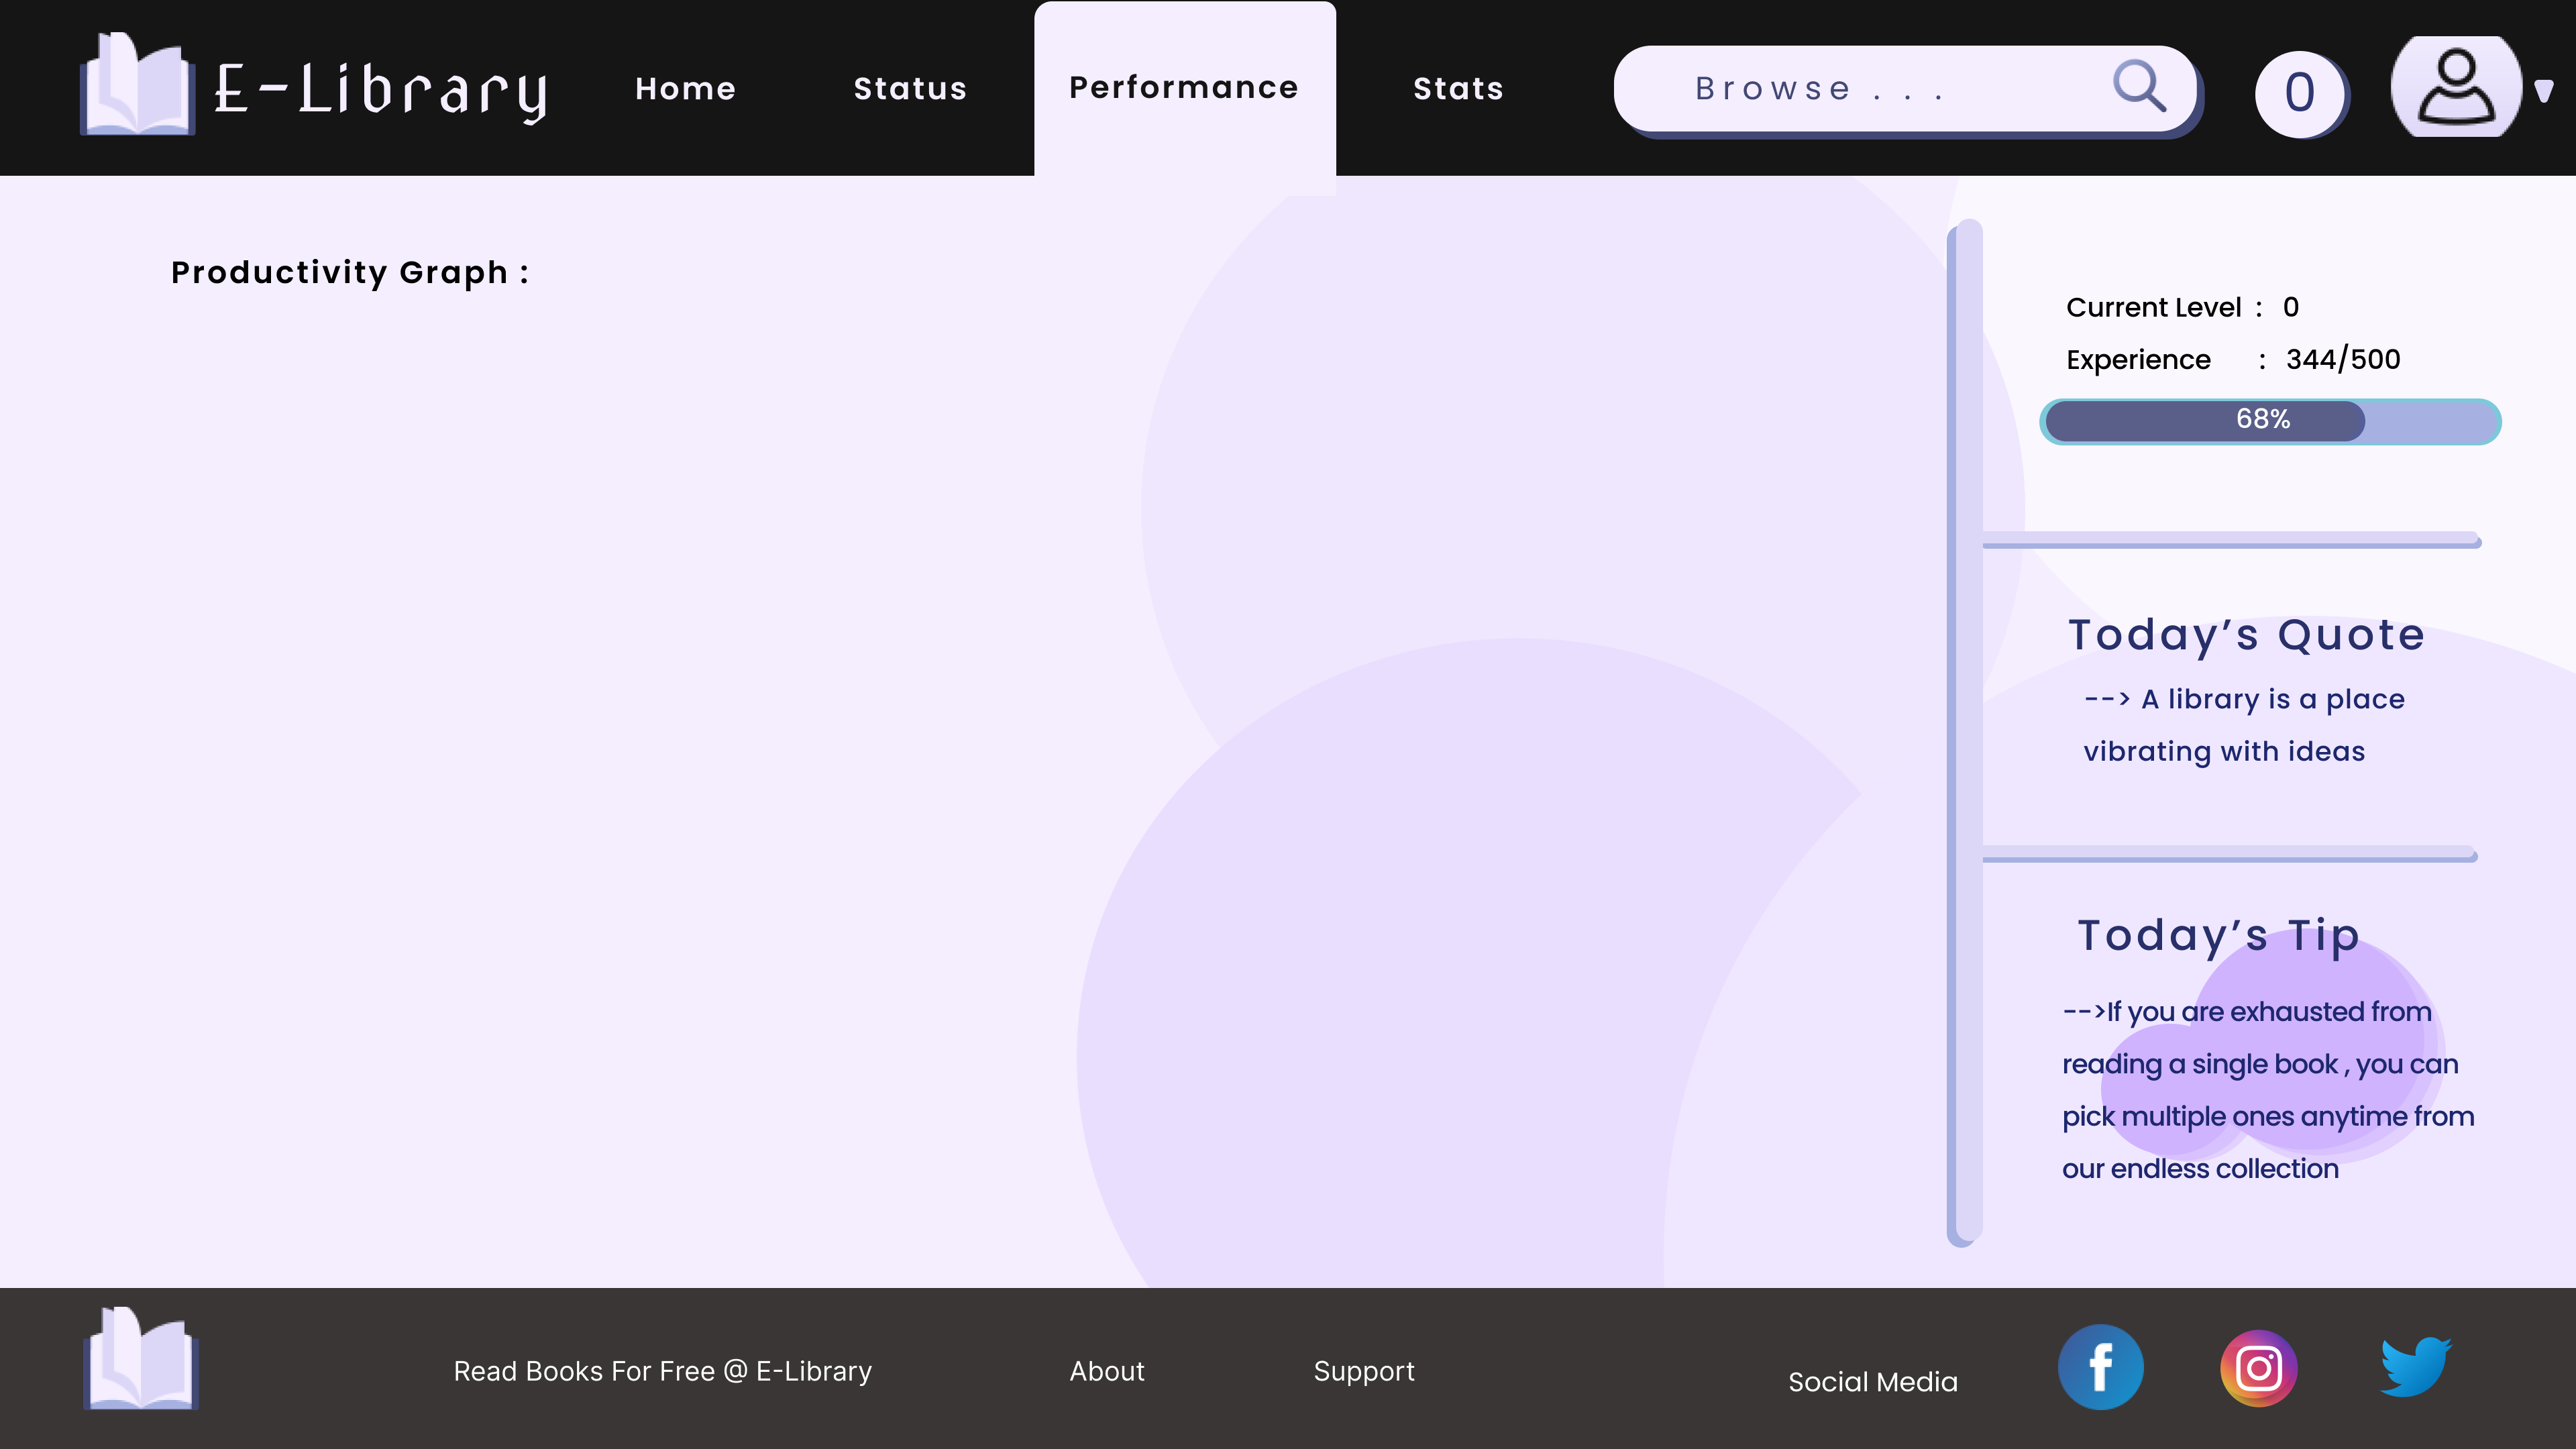 E-Library
Home
Status
Performance
Stats
Browse . . .
0
Productivity Graph :
Current Level : 0
Experience : 344/500
68%
Today’s Quote
--> A library is a place
vibrating with ideas
Today’s Tip
-->If you are exhausted from
reading a single book , you can
pick multiple ones anytime from
our endless collection
Read Books For Free @ E-Library
About
Support
Social Media